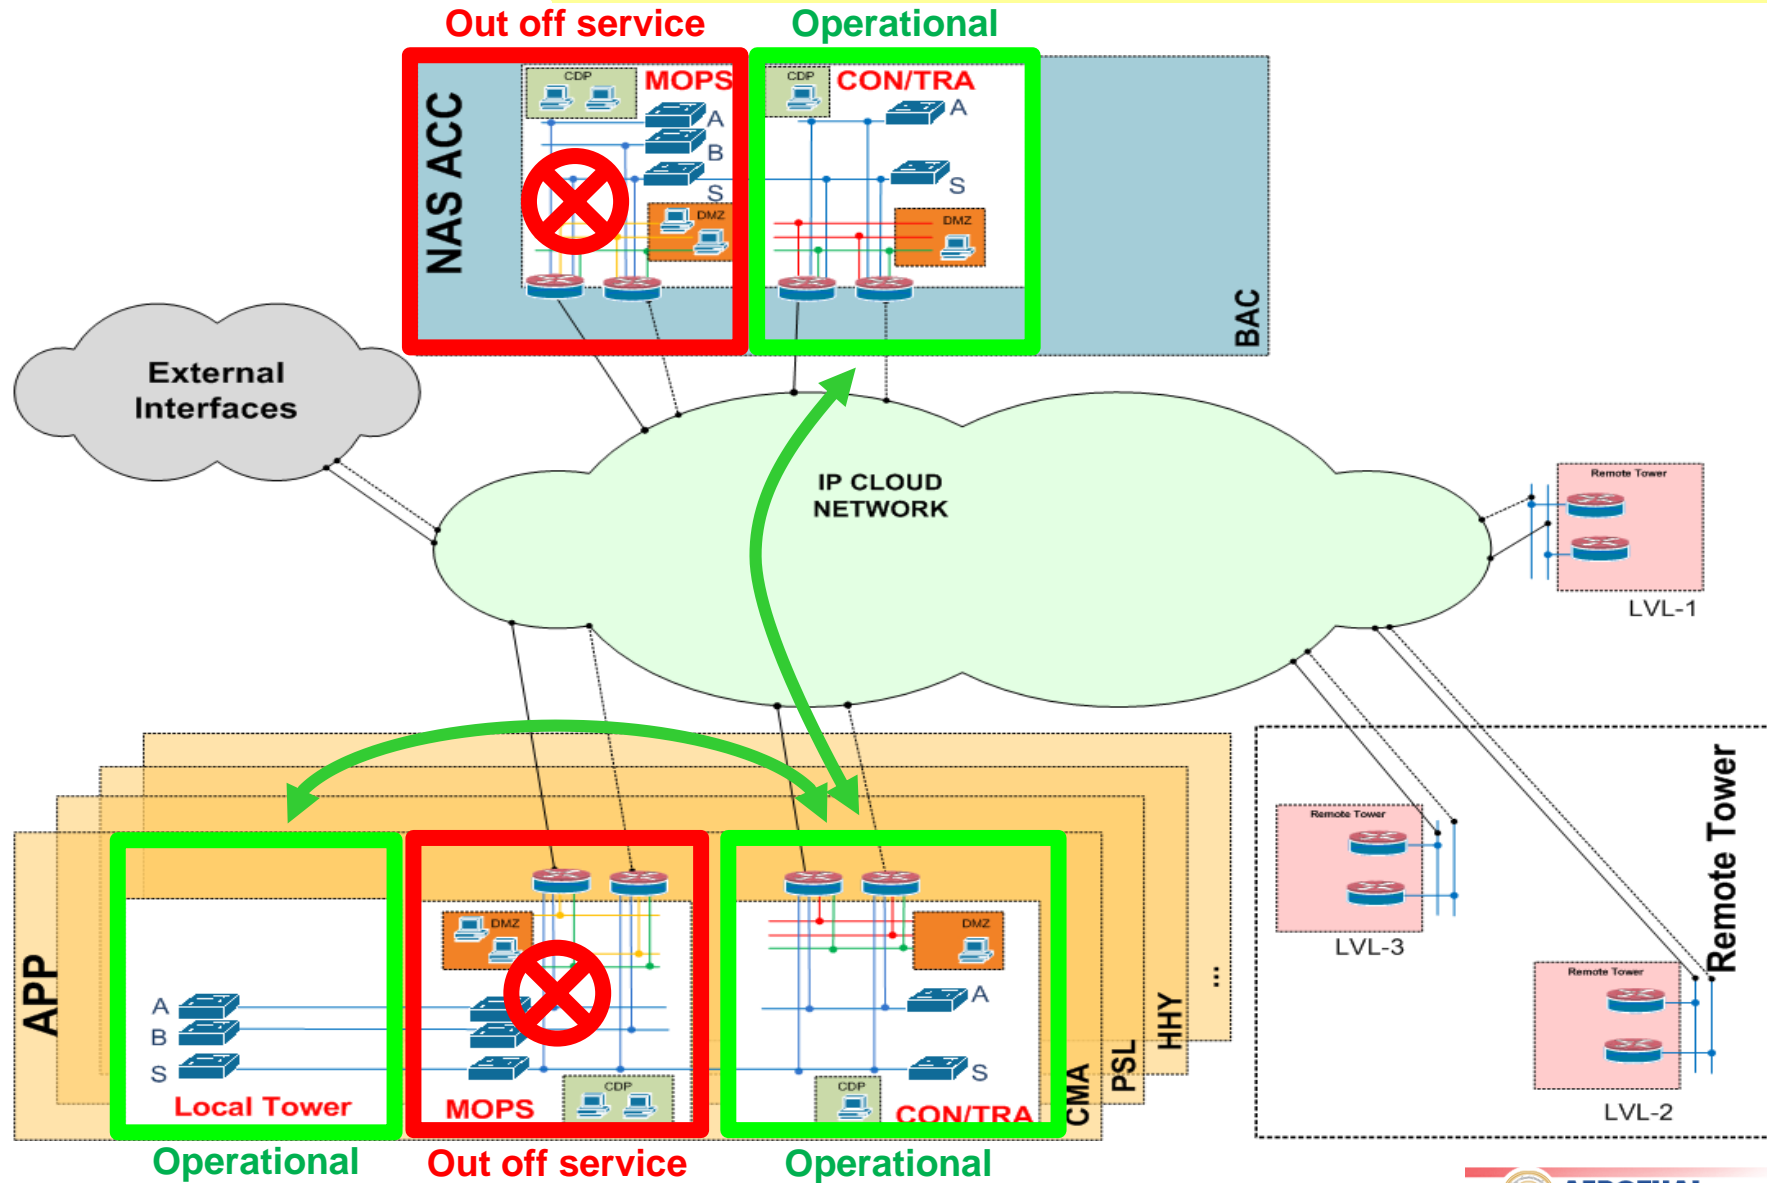 Out off service
Operational
NAS ACC
CDP
MOPS
A
B
S
DMZ
CDP
CON/TRA
A
S
DMZ
BAC
External
Interfaces
IP CLOUD
NETWORK
Remote Tower
LVL-1
Remote Tower
LVL-3
Remote Tower
LVL-2
Remote Tower
APP
A
B
S
Local Tower
DMZ
MOPS
CDP
DMZ
A
S
CDP
CON/TRA
CMA
PSL
HHY
...
Operational
Out off service
Operational